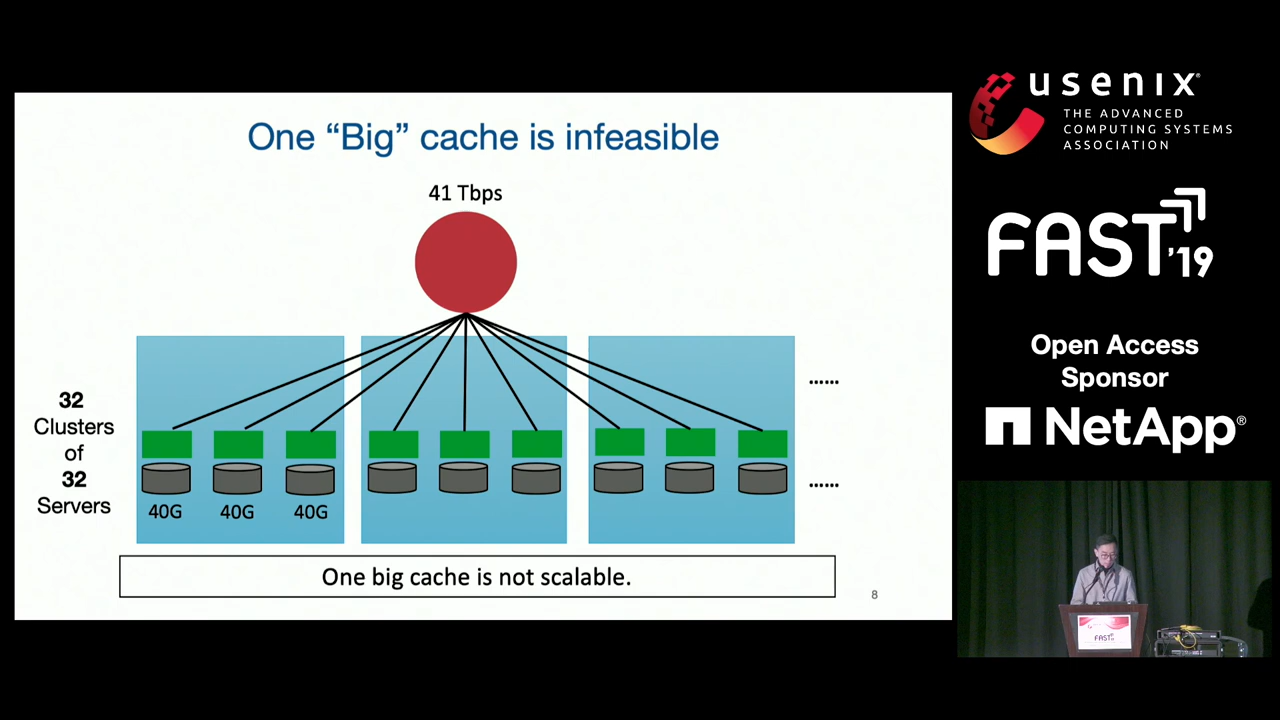 One “Big” cache is infeasible
41 Tbps
......
32
Clusters
of
32
Servers
......
40G 40G 40G
One big cache is not scalable.
8
usenix®
THE ADVANCED
COMPUTING SYSTEMS
ASSOCIATION
FAST
'19
Open Access
Sponsor
NetApp®
FAST